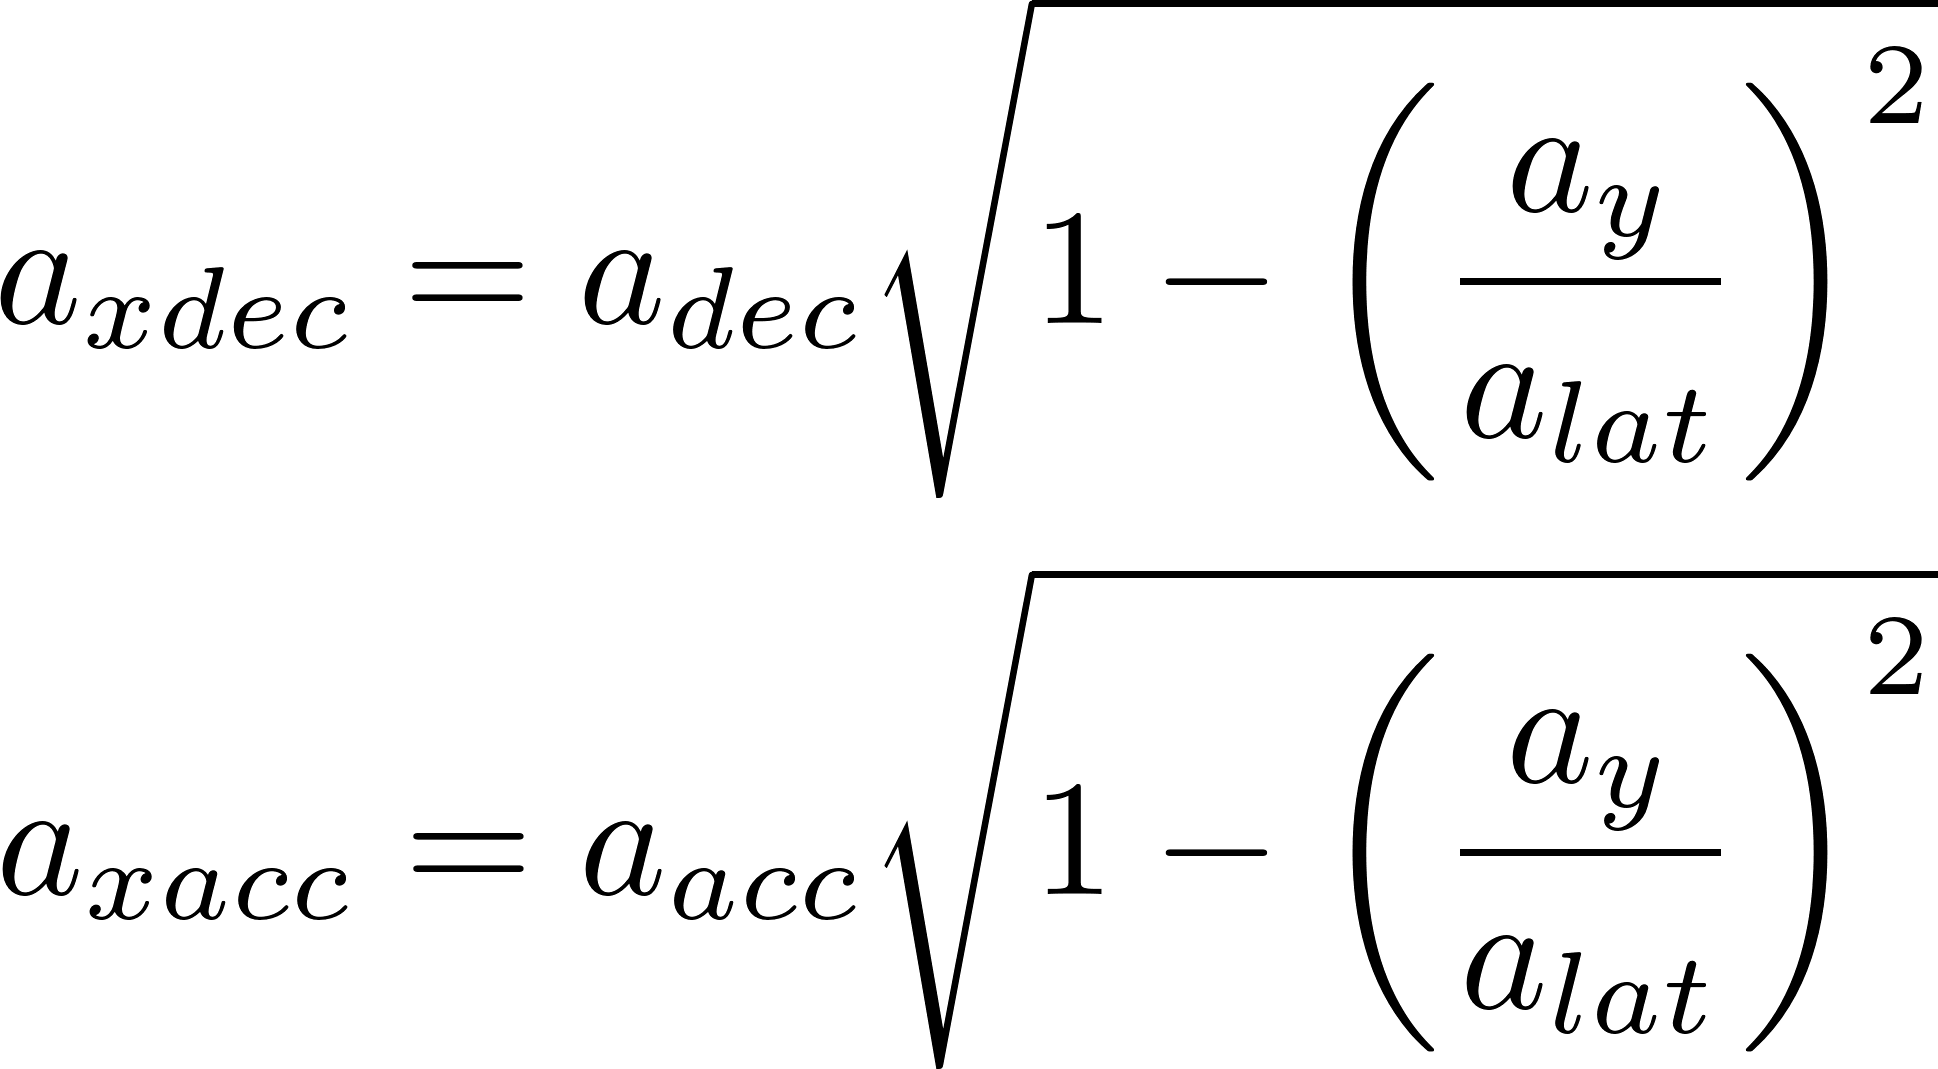 a_{xdec} = a_{dec} \sqrt{1 - \left( \frac{a_y}{a_{lat}} \right)^2}
a_{xacc} = a_{acc} \sqrt{1 - \left( \frac{a_y}{a_{lat}} \right)^2}